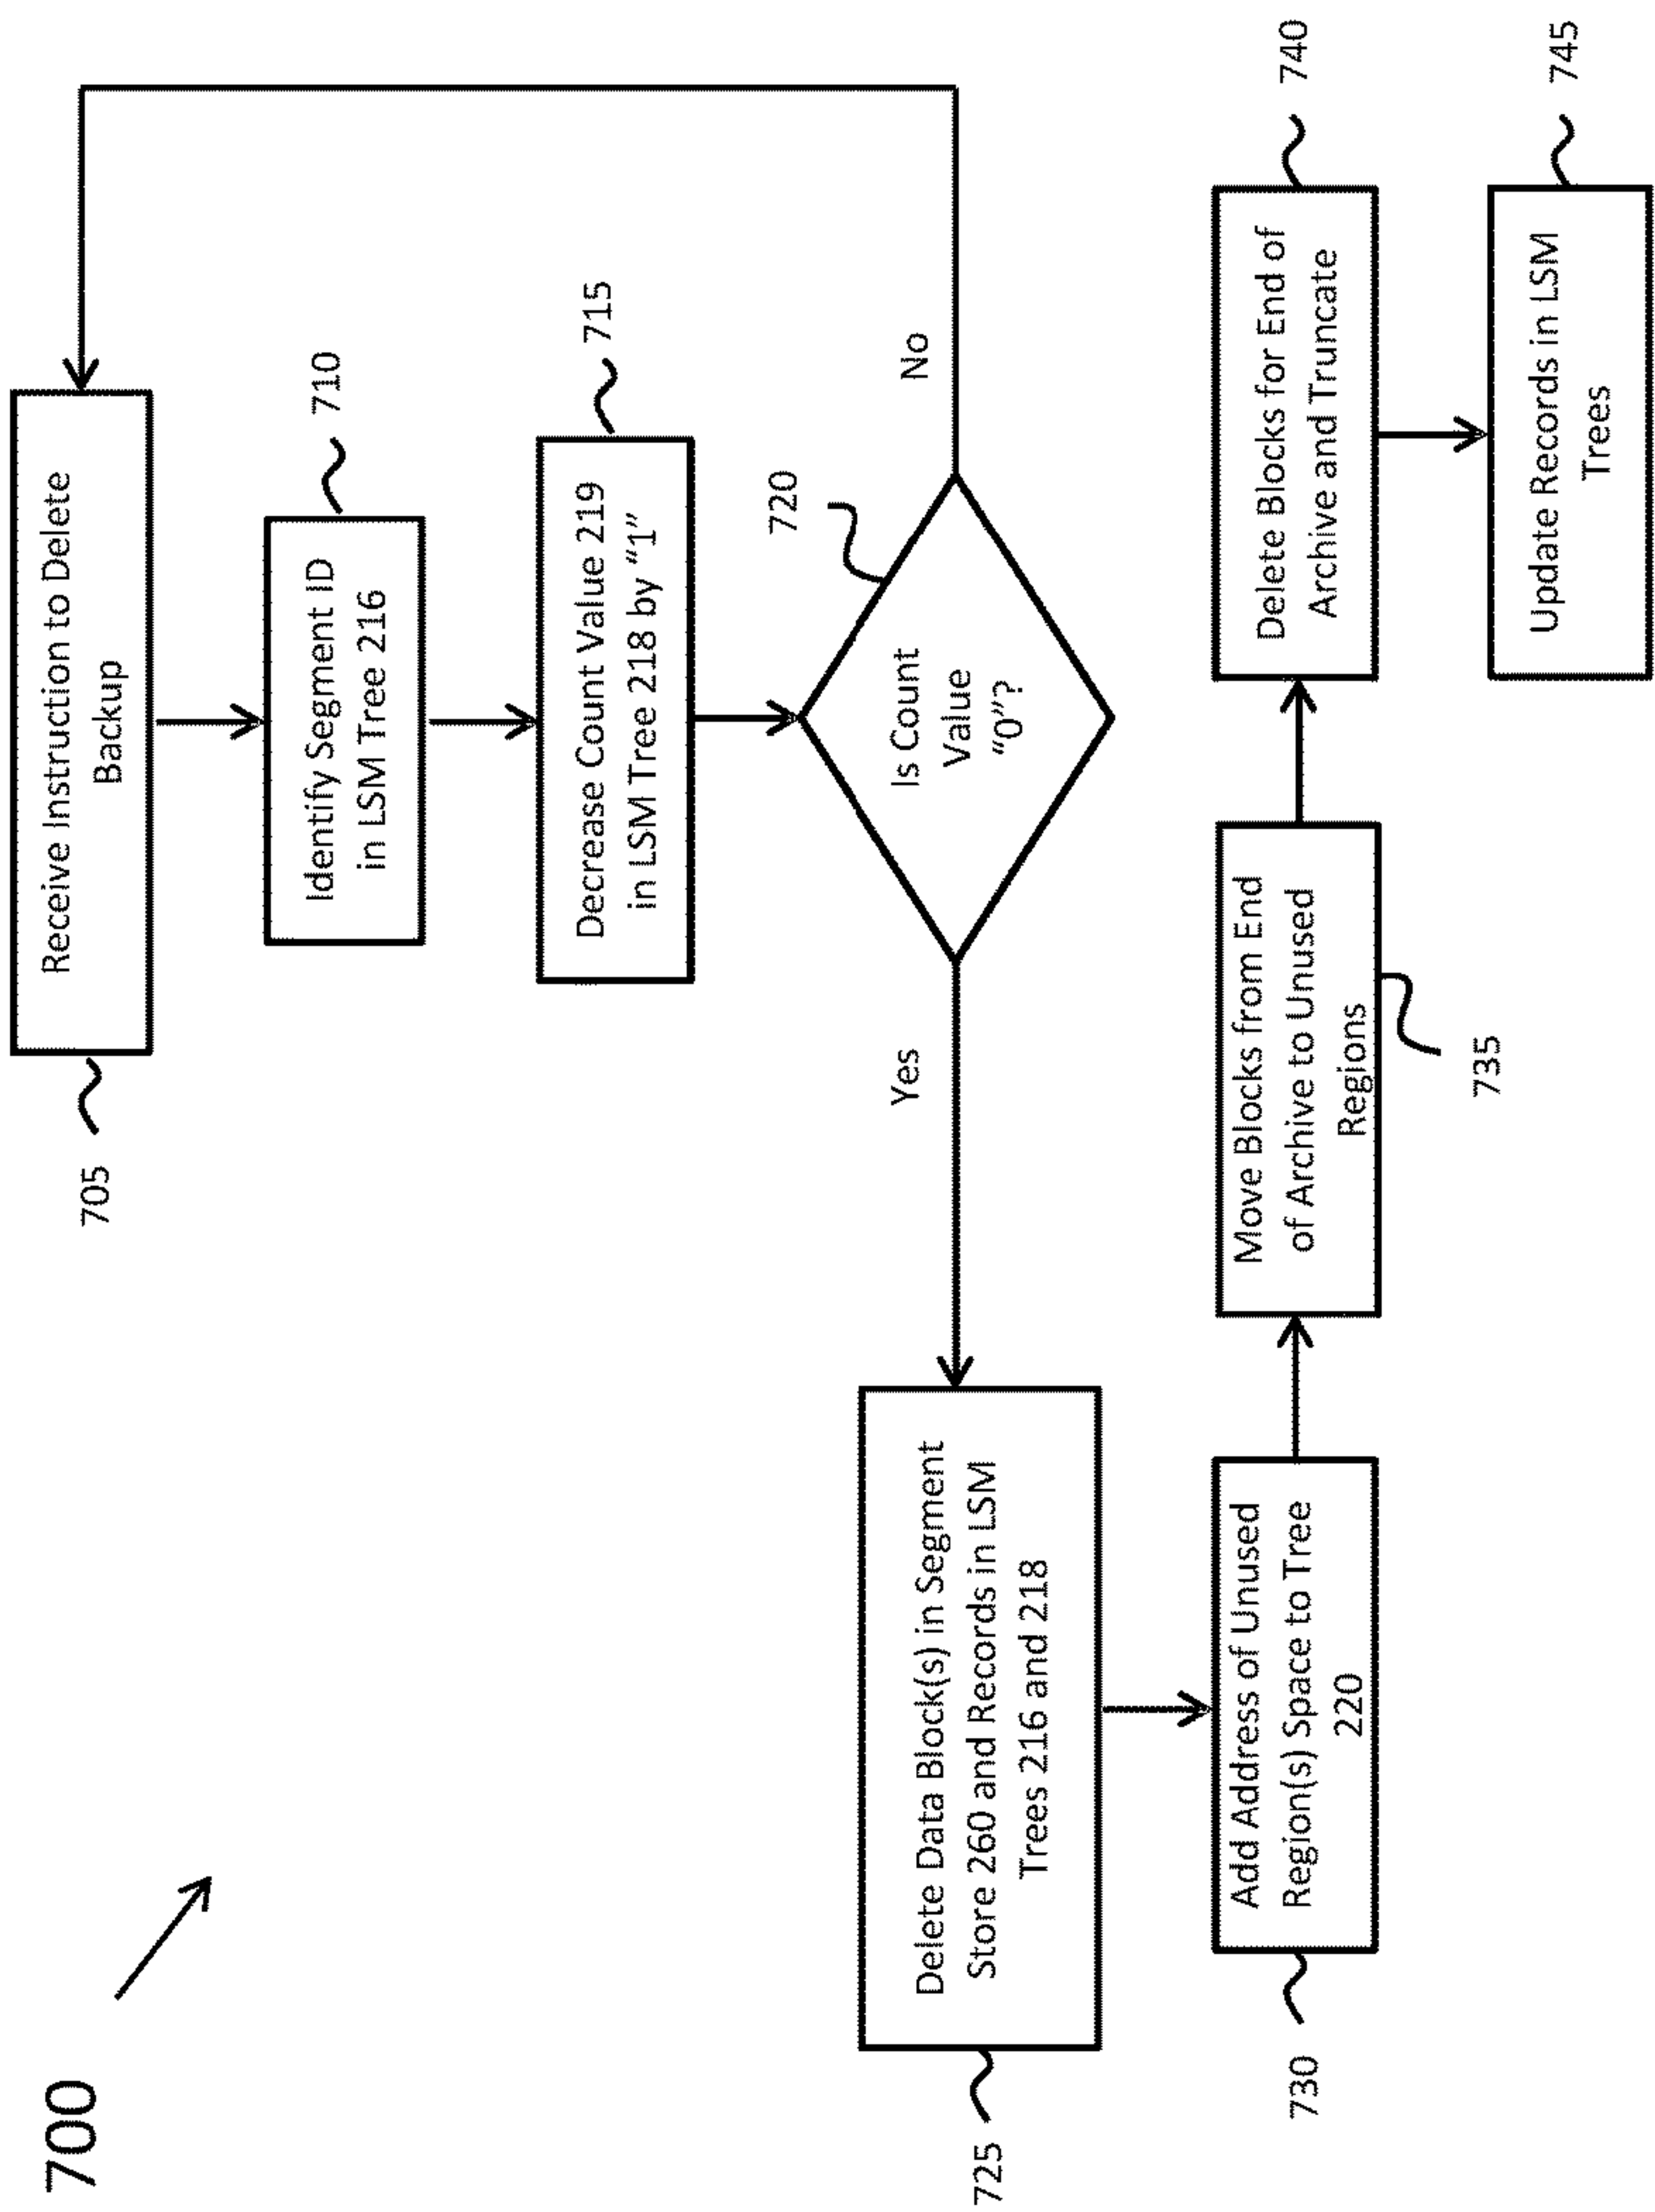 700
705
Receive Instruction to Delete
Backup
710
Identify Segment ID
in LSM Tree 216
715
Decrease Count Value 219
in LSM Tree 218 by “1”
720
Is Count
Value
“0”?
Yes
No
725
Delete Data Block(s) in Segment
Store 260 and Records in LSM
Trees 216 and 218
730
Add Address of Unused
Region(s) Space to Tree
220
Move Blocks from End
of Archive to Unused
Regions
735
Delete Blocks for End of
Archive and Truncate
740
Update Records in LSM
Trees
745